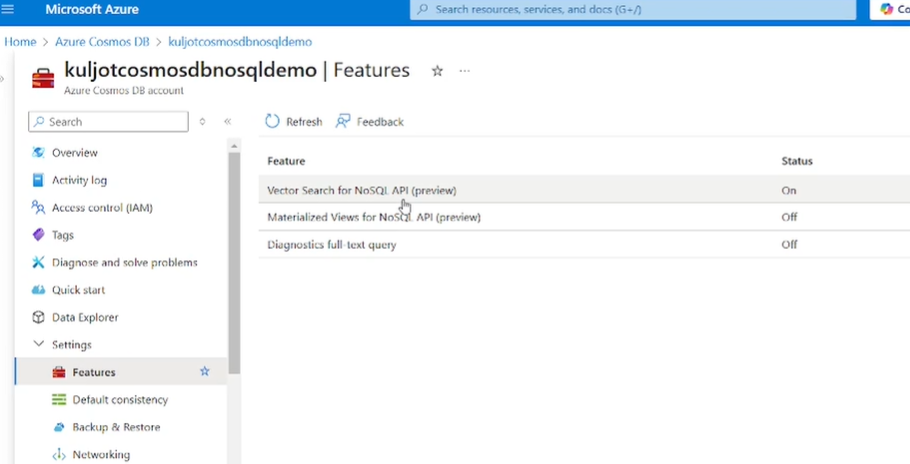 Microsoft Azure
Search resources, services, and docs (G+/)
Co
Home > Azure Cosmos DB > kuljotcosmosdbnosqldemo
kuljotcosmosdbnosqldemo | Features
Azure Cosmos DB account
Search
Refresh
Feedback
Overview
Activity log
Access control (IAM)
Tags
Diagnose and solve problems
Quick start
Data Explorer
Settings
Features
Default consistency
Backup & Restore
Networking
Feature Status
Vector Search for NoSQL API (preview) On
Materialized Views for NoSQL API (preview) Off
Diagnostics full-text query Off